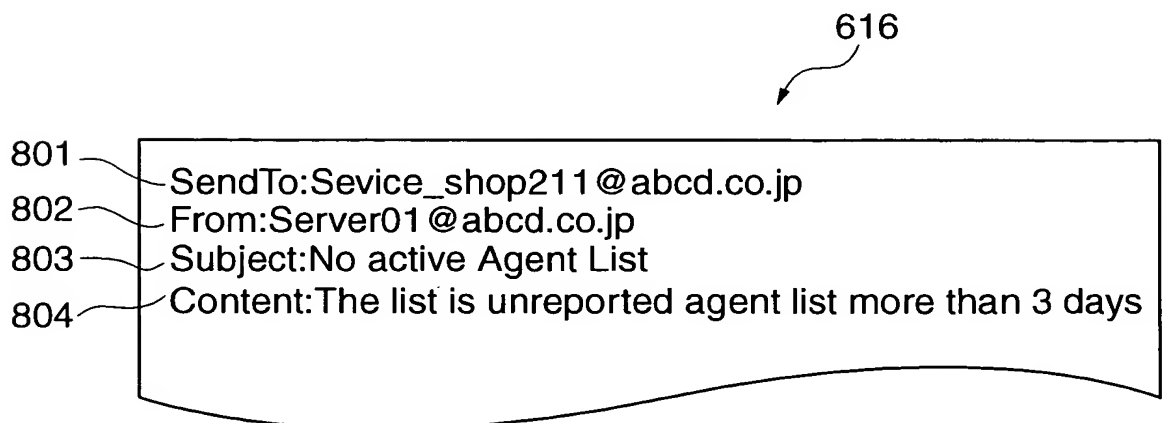 616
801 SendTo:Sevice_shop211@abcd.co.jp
802 From:Server01@abcd.co.jp
803 Subject:No active Agent List
804 Content:The list is unreported agent list more than 3 days